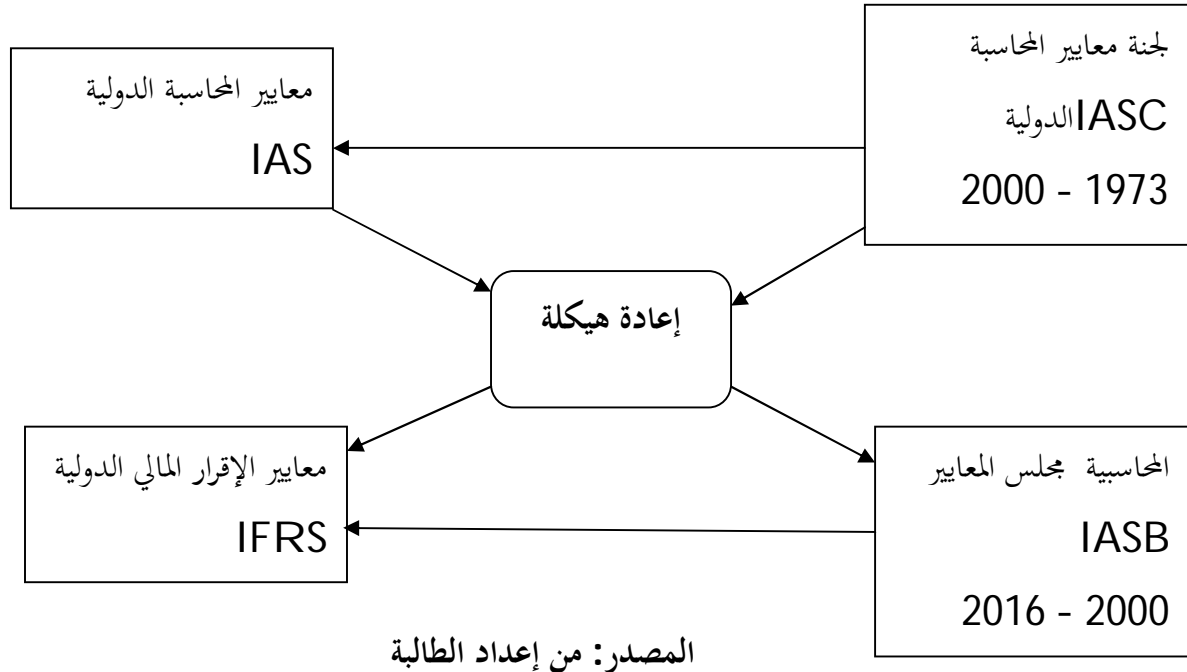 لجنة معايير المحاسبة
IASCالدولية
2000 - 1973
معايير المحاسبة الدولية
IAS
إعادة هيكلة
المحاسبية مجلس المعايير
IASB
2016 - 2000
معايير الإقرار المالي الدولية
IFRS
المصدر: من إعداد الطالبة